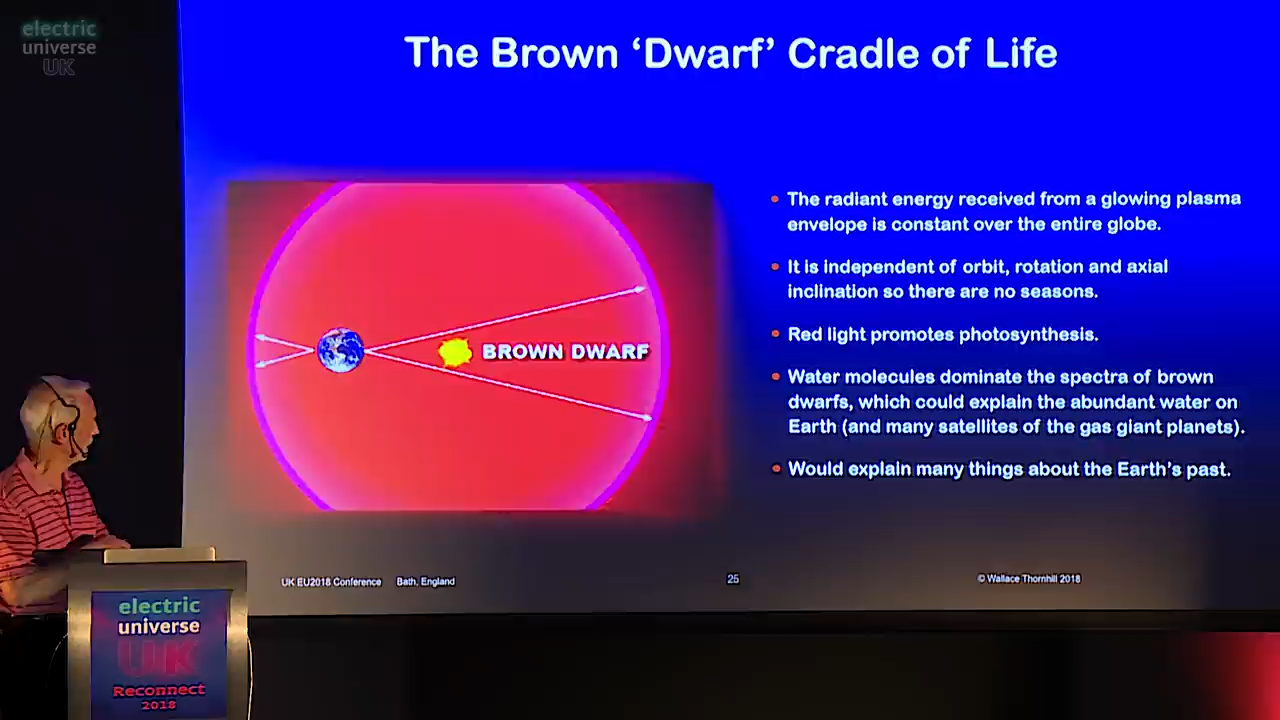 electric
universe
UK
The Brown ‘Dwarf’ Cradle of Life
BROWN DWARF
• The radiant energy received from a glowing plasma
envelope is constant over the entire globe.
• It is independent of orbit, rotation and axial
inclination so there are no seasons.
• Red light promotes photosynthesis.
• Water molecules dominate the spectra of brown
dwarfs, which could explain the abundant water on
Earth (and many satellites of the gas giant planets).
• Would explain many things about the Earth’s past.
UK EU2018 Conference Bath, England
25
© Wallace Thornhill 2018
electric
universe
UK
Reconnect
2018